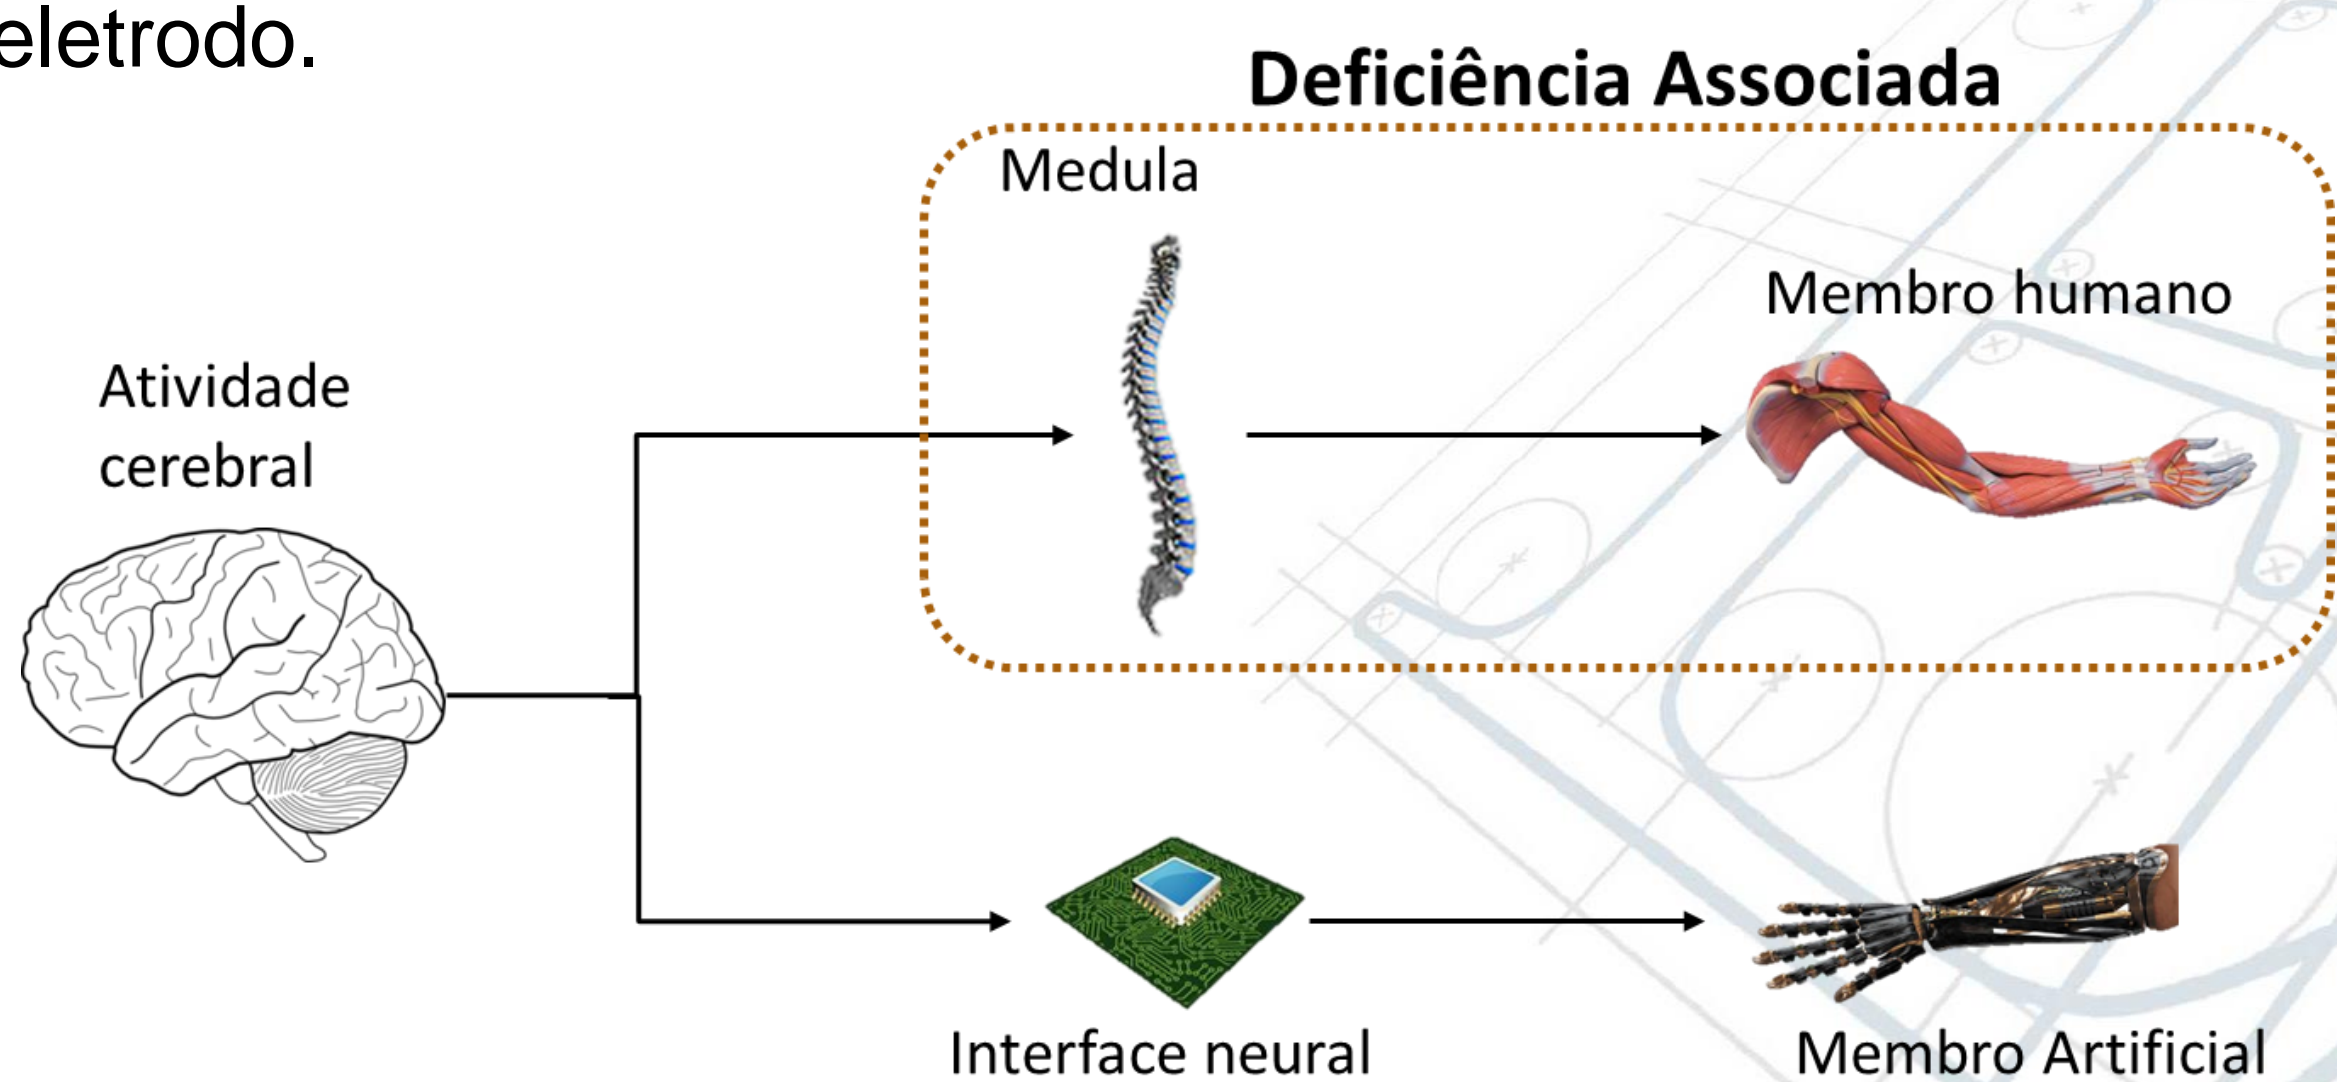 eletrodo.
Deficiência Associada
Medula
Membro humano
Atividade
cerebral
Interface neural
Membro Artificial